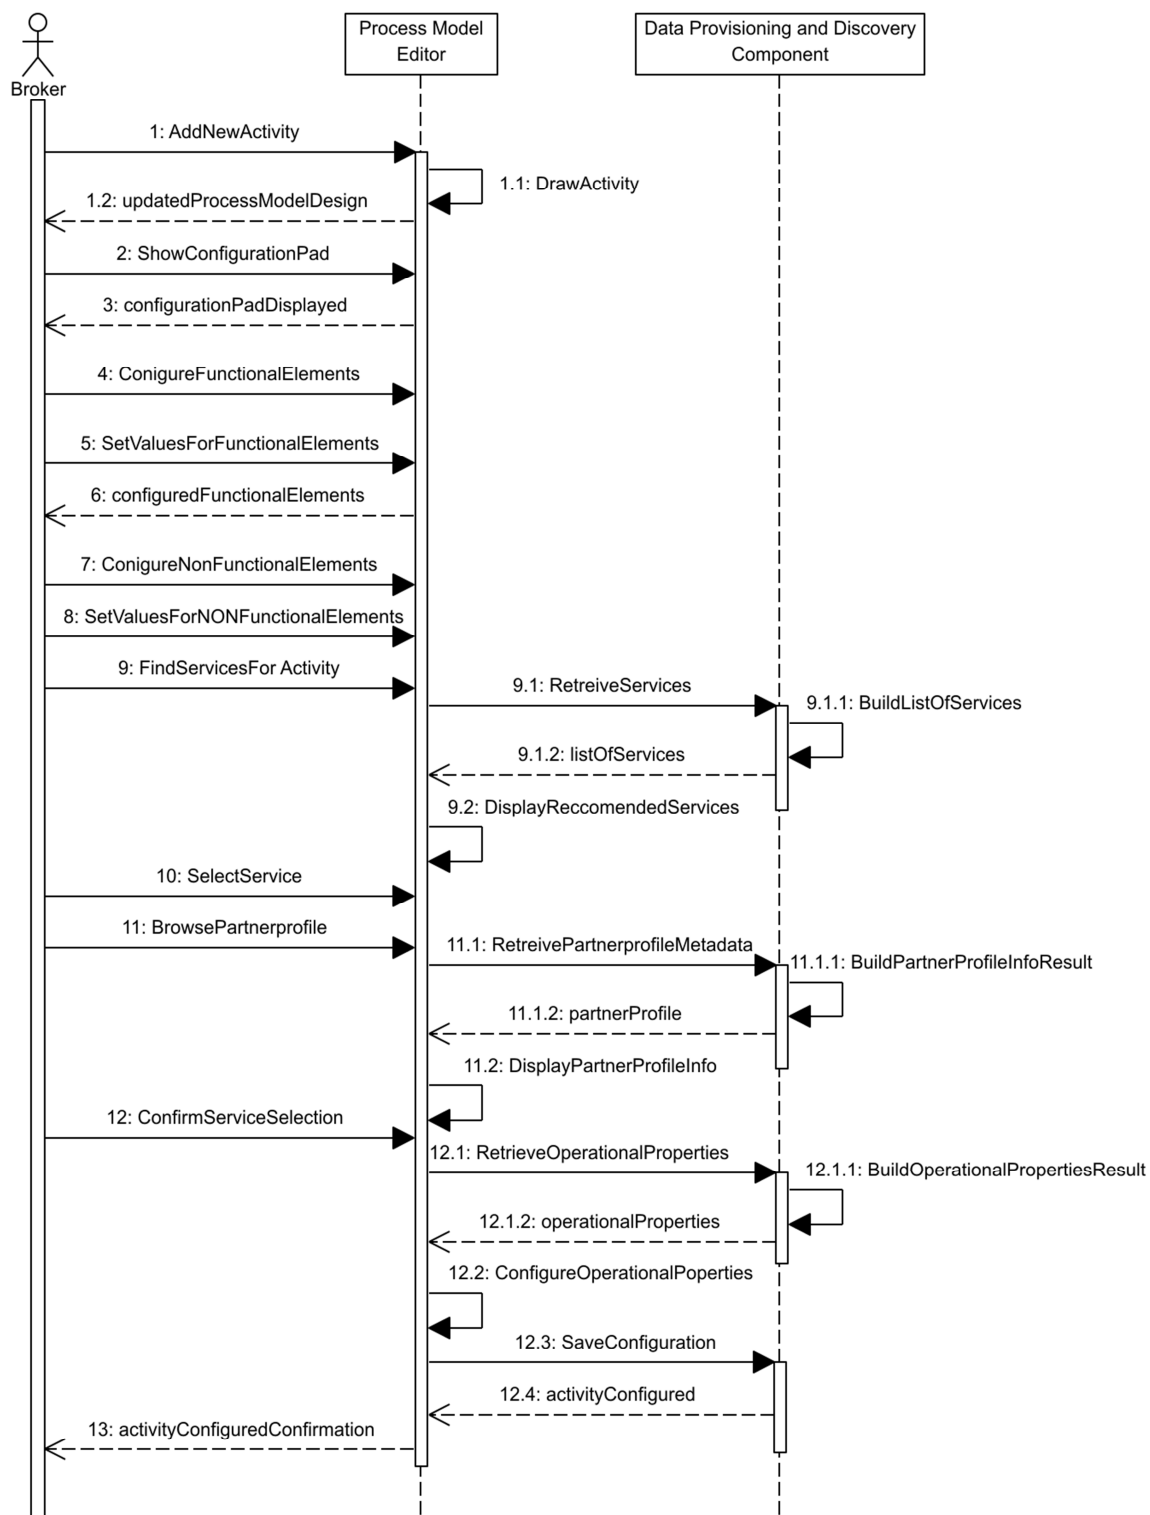 Process Model
Editor
Data Provisioning and Discovery
Component
Broker
1: AddNewActivity
1.1: DrawActivity
1.2: updatedProcessModelDesign
2: ShowConfigurationPad
3: configurationPadDisplayed
4: ConigureFunctionalElements
5: SetValuesForFunctionalElements
6: configuredFunctionalElements
7: ConigureNonFunctionalElements
8: SetValuesForNONFunctionalElements
9: FindServicesFor Activity
9.1: RetreiveServices
9.1.1: BuildListOfServices
9.1.2: listOfServices
9.2: DisplayReccomendedServices
10: SelectService
11: BrowsePartnerprofile
11.1: RetreivePartnerprofileMetadata
11.1.1: BuildPartnerProfileInfoResult
11.1.2: partnerProfile
11.2: DisplayPartnerProfileInfo
12: ConfirmServiceSelection
12.1: RetrieveOperationalProperties
12.1.1: BuildOperationalPropertiesResult
12.1.2: operationalProperties
12.2: ConfigureOperationalPoperties
12.3: SaveConfiguration
12.4: activityConfigured
13: activityConfiguredConfirmation